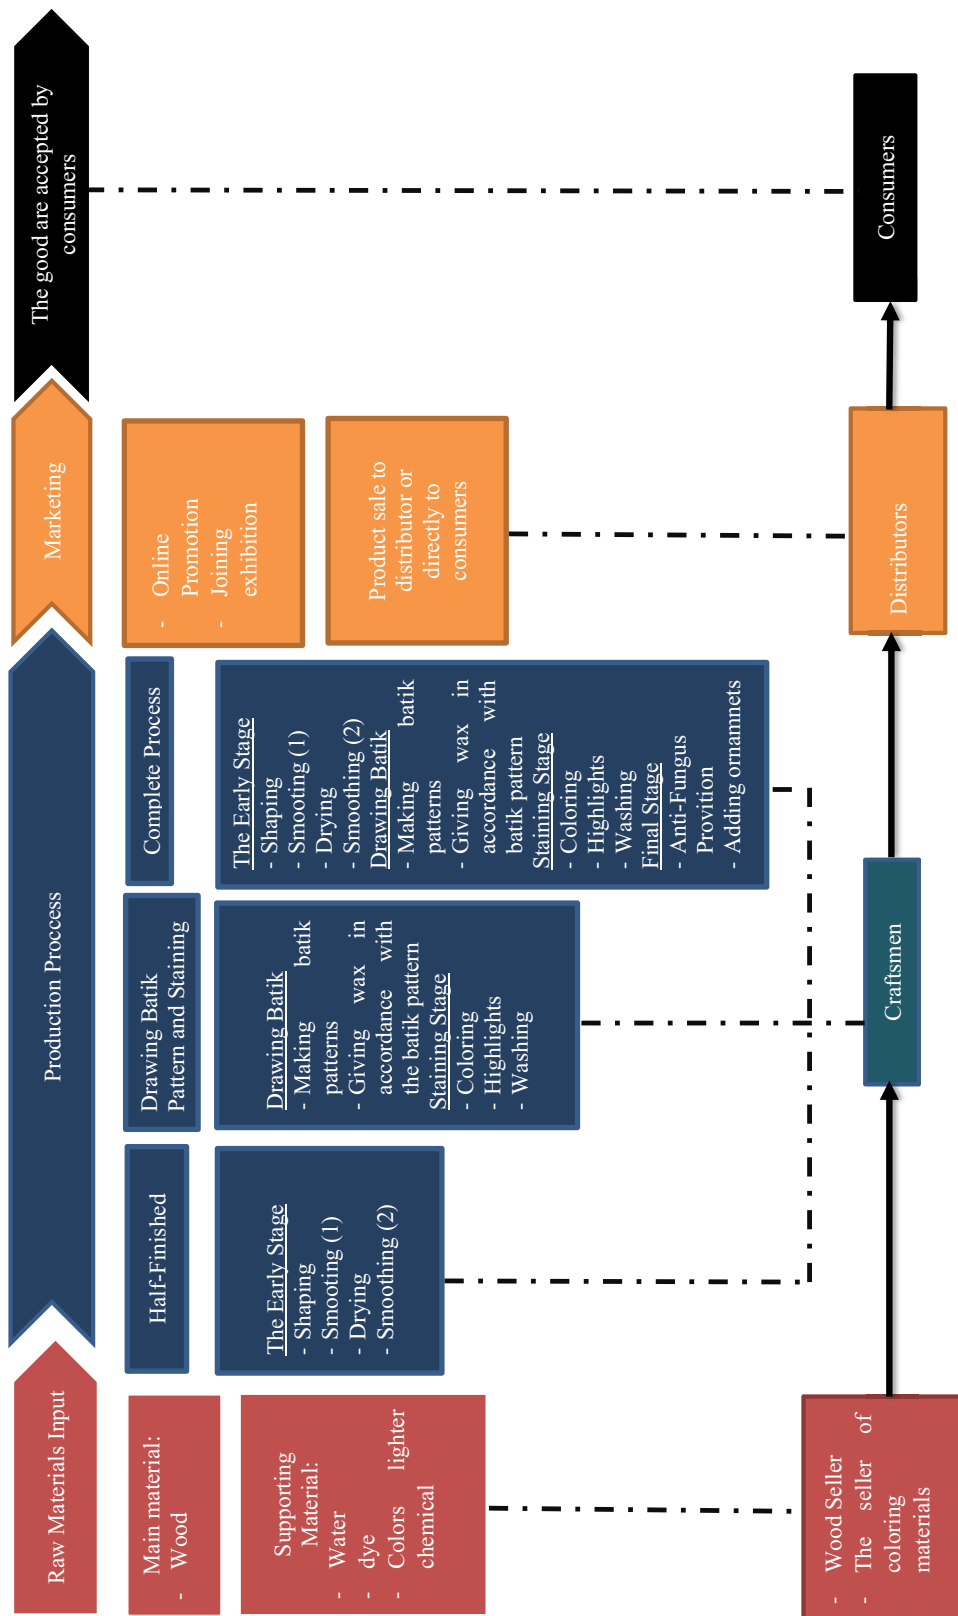 Raw Materials Input
Production Proccess
Marketing
The good are accepted by
consumers
Main material:
- Wood
Supporting
Material:
- Water
- dye
- Colors lighter
chemical
Half-Finished
The Early Stage
- Shaping
- Smooting (1)
- Drying
- Smoothing (2)
Drawing Batik
Pattern and Staining
Drawing Batik
- Making batik
patterns
- Giving wax in
accordance with
the batik pattern
Staining Stage
- Coloring
- Highlights
- Washing
Complete Process
The Early Stage
- Shaping
- Smooting (1)
- Drying
- Smoothing (2)
Drawing Batik
- Making batik
patterns
- Giving wax in
accordance with
batik pattern
Staining Stage
- Coloring
- Highlights
- Washing
Final Stage
- Anti-Fungus
Provition
- Adding ornamnets
- Online
Promotion
- Joining
exhibition
Product sale to
distributor or
directly to
consumers
- Wood Seller
- The seller of
coloring
materials
Craftsmen
Distributors
Consumers